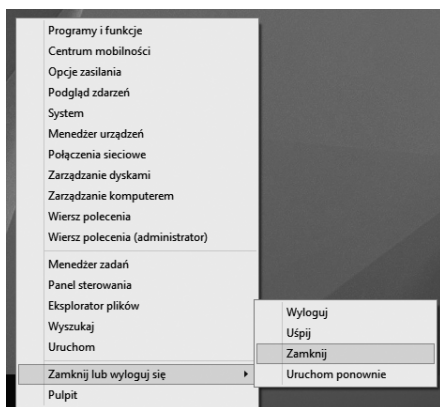 Programy i funkcje
Centrum mobilności
Opcje zasilania
Podgląd zdarzeń
System
Menedżer urządzeń
Połączenia sieciowe
Zarządzanie dyskami
Zarządzanie komputerem
Wiersz polecenia
Wiersz polecenia (administrator)
Menedżer zadań
Panel sterowania
Eksplorator plików
Wyszukaj
Uruchom
Zamknij lub wyloguj się
Pulpit
Wyloguj
Uśpij
Zamknij
Uruchom ponownie